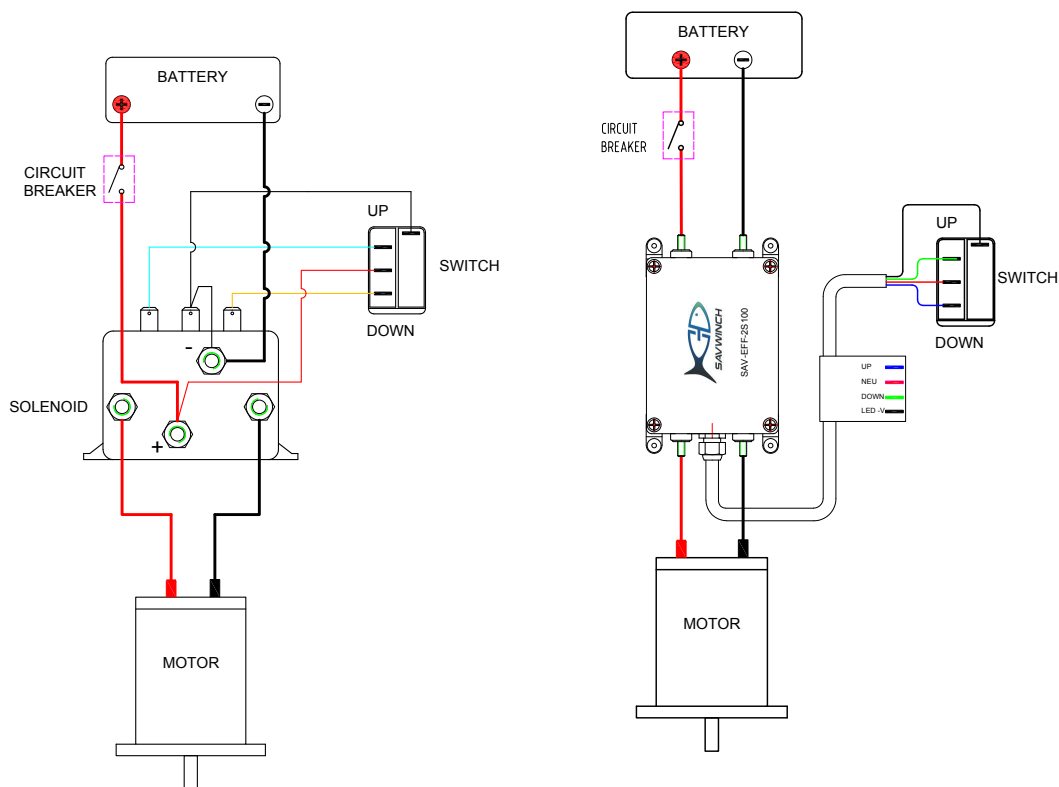 BATTERY
CIRCUIT
BREAKER
UP
SWITCH
DOWN
-
SOLENOID
+
MOTOR
BATTERY
CIRCUIT
BREAKER
SAVWINCH
SAV-EFF-2S100
UP
SWITCH
DOWN
UP
NEU
DOWN
LED -V
MOTOR